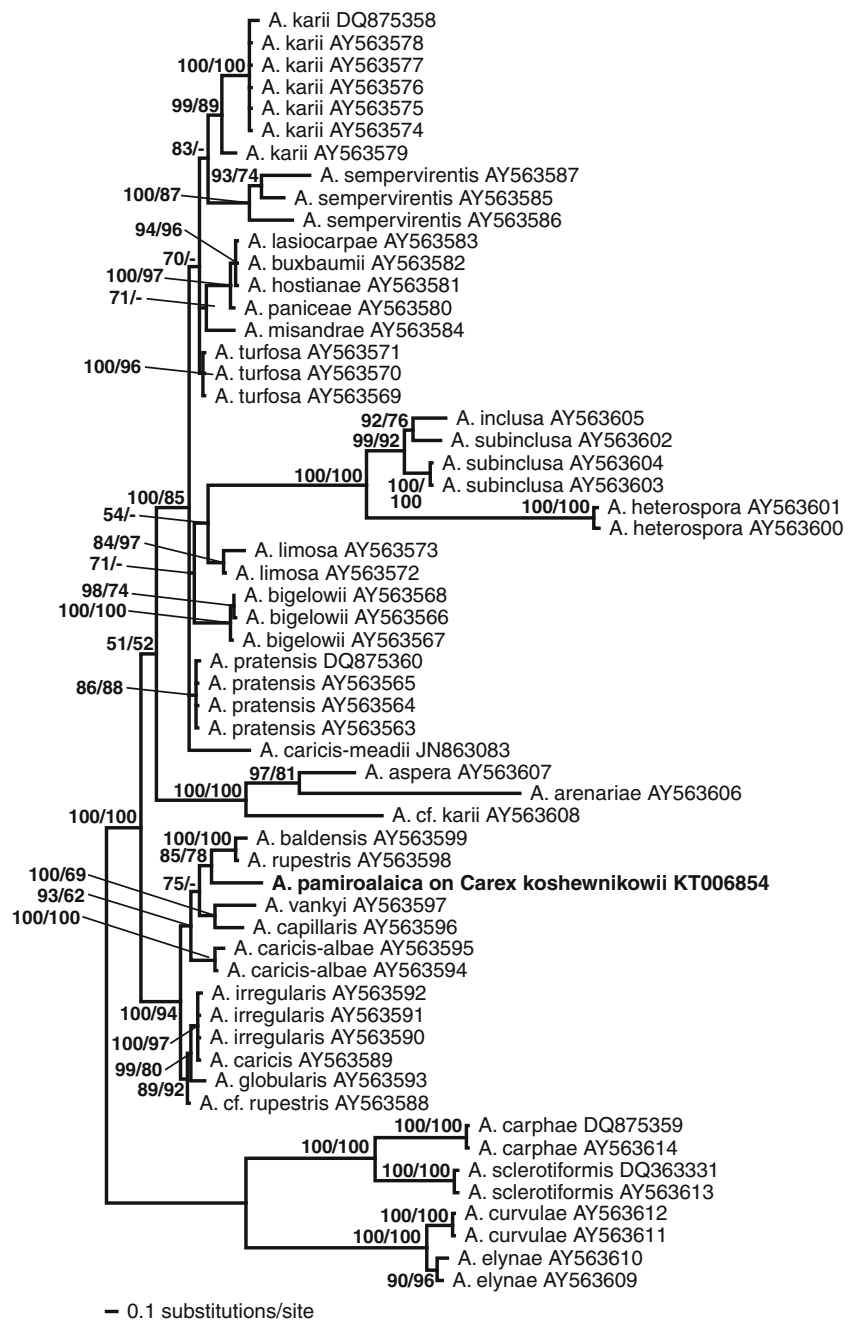 A. karii DQ875358
A. karii AY563578
100/100 A. karii AY563577
A. karii AY563576
99/89 A. karii AY563575
A. karii AY563574
83/- A. karii AY563579
93/74 A. sempervirentis AY563587
100/87 A. sempervirentis AY563585
A. sempervirentis AY563586
94/96 A. lasiocarpae AY563583
70/- A. buxbaumii AY563582
100/97 A. hostianae AY563581
71/- A. paniceae AY563580
A. misandrae AY563584
A. turfosa AY563571
100/96 A. turfosa AY563570
A. turfosa AY563569
92/76 A. inclusa AY563605
99/92 A. subinclusa AY563602
100/100 A. subinclusa AY563604
100/ A. subinclusa AY563603
100/85 100 100/100 A. heterospora AY563601
54/- A. heterospora AY563600
84/97 A. limosa AY563573
71/- A. limosa AY563572
98/74 A. bigelowii AY563568
100/100 A. bigelowii AY563566
51/52 A. bigelowii AY563567
A. pratensis DQ875360
86/88 A. pratensis AY563565
A. pratensis AY563564
A. pratensis AY563563
A. caricis-meadii JN863083
97/81 A. aspera AY563607
100/100 A. arenariae AY563606
A. cf. karii AY563608
100/100 100/100 A. baldensis AY563599
85/78 A. rupestris AY563598
100/69 75/- A. pamiroalaica on Carex koshewnikowii KT006854
93/62 A. vankyi AY563597
100/100 A. capillaris AY563596
A. caricis-albae AY563595
A. caricis-albae AY563594
A. irregularis AY563592
100/94 A. irregularis AY563591
100/97 A. irregularis AY563590
99/80 A. caricis AY563589
89/92 A. globularis AY563593
A. cf. rupestris AY563588
100/100 A. carphae DQ875359
100/100 A. carphae AY563614
100/100 A. sclerotiformis DQ363331
A. sclerotiformis AY563613
100/100 A. curvulae AY563612
100/100 A. curvulae AY563611
A. elynae AY563610
90/96 A. elynae AY563609
0.1 substitutions/site